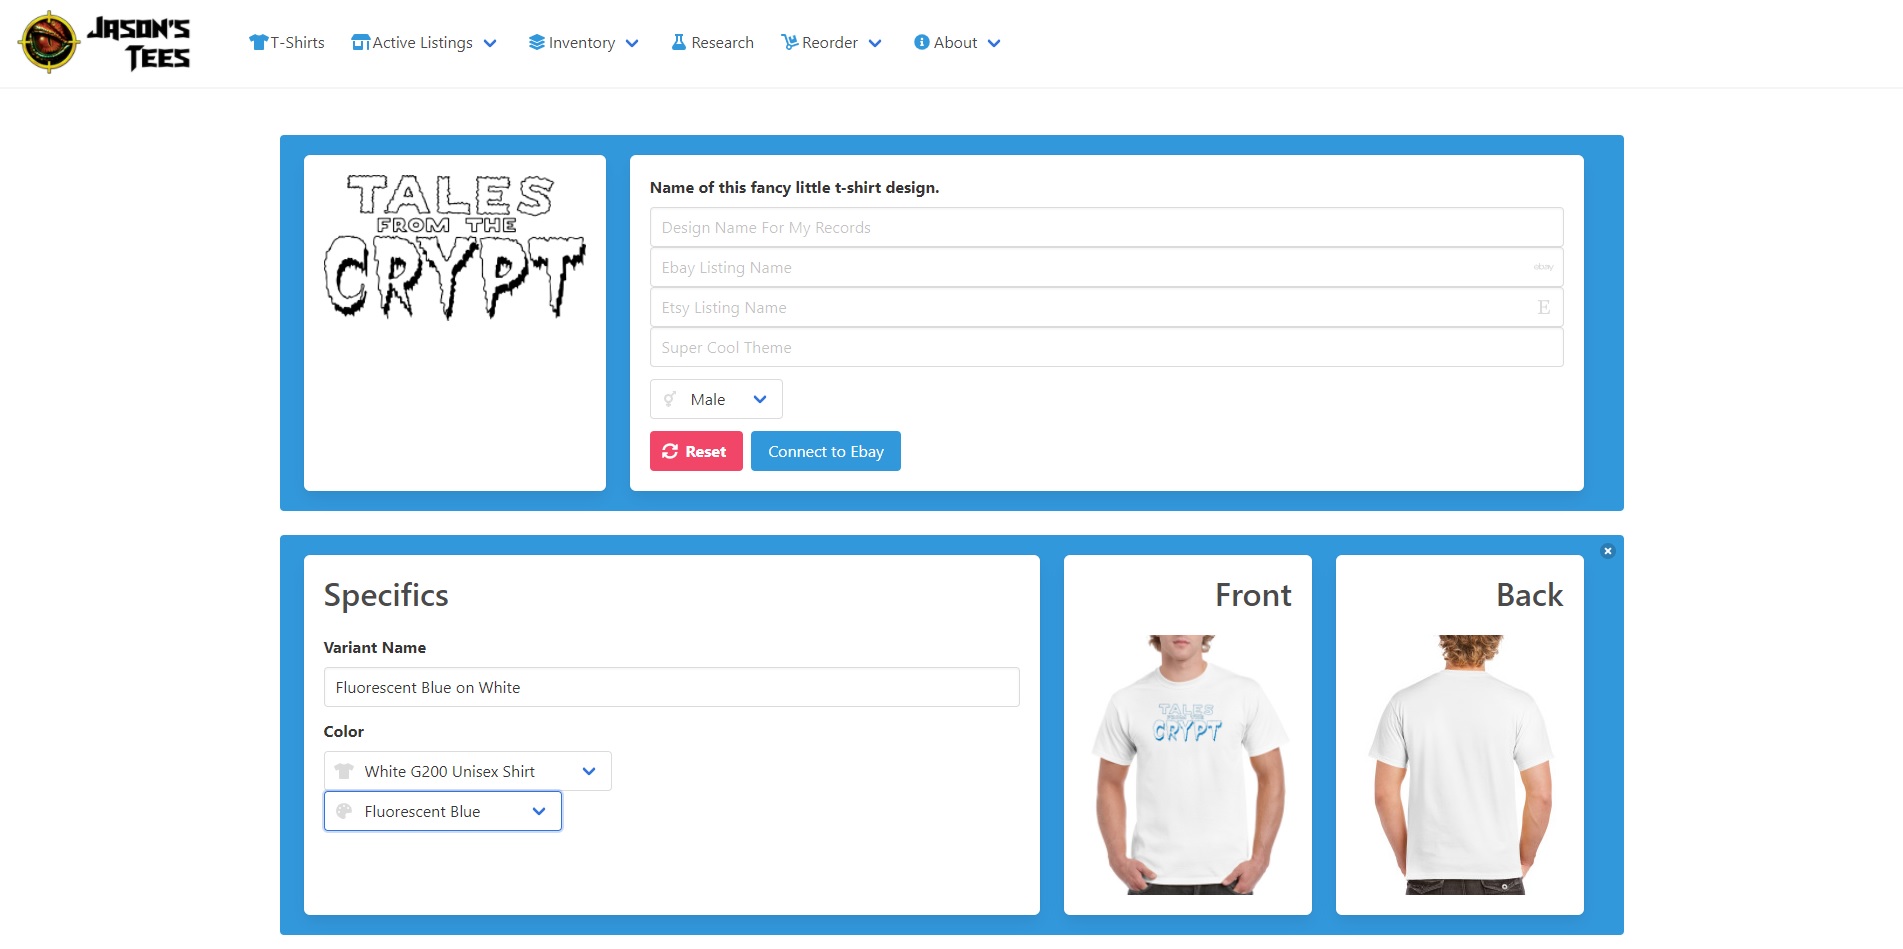 JASON'S
TEES
T-Shirts
Active Listings
Inventory
Research
Reorder
About
TALES
FROM THE
CRYPT
Name of this fancy little t-shirt design.
Design Name For My Records
Ebay Listing Name
ebay
Etsy Listing Name
E
Super Cool Theme
Male
Reset
Connect to Ebay
Specifics
Variant Name
Fluorescent Blue on White
Color
White G200 Unisex Shirt
Fluorescent Blue
Front
TALES
FROM THE
CRYPT
Back